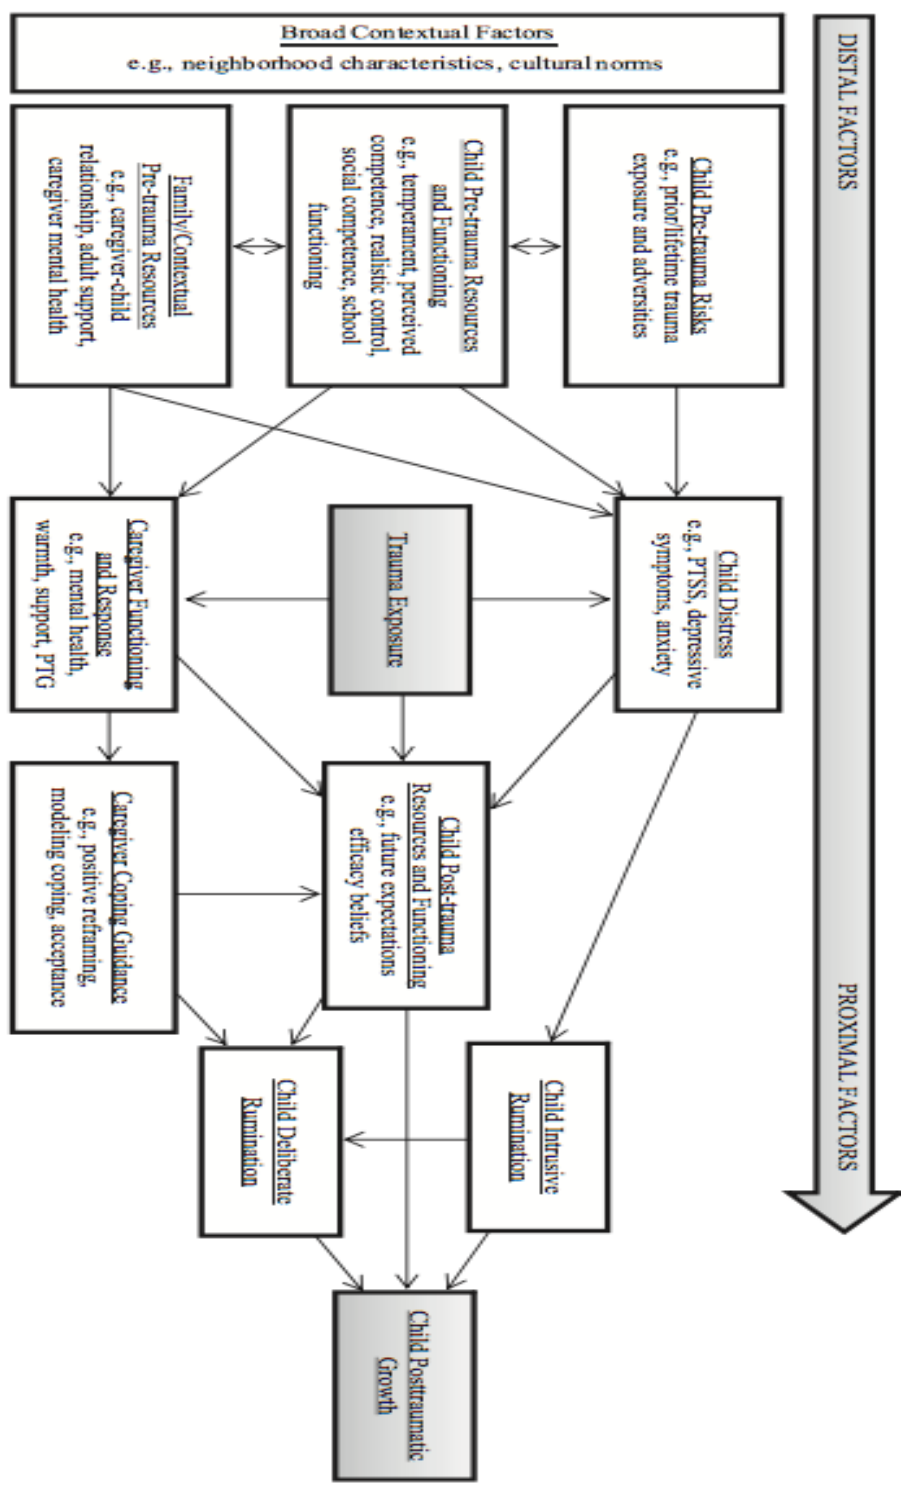 Broad Contextual Factors
e.g., neighborhood characteristics, cultural norms
DISTAL FACTORS
PROXIMAL FACTORS
Child Pre-trauma Risks
e.g., prior/lifetime trauma
exposure and adversities
Child Pre-trauma Resources
and Functioning
e.g., temperament, perceived
competence, realistic control,
social competence, school
functioning
Family/Contextual
Pre-trauma Resources
e.g., caregiver-child
relationship, adult support,
caregiver mental health
Child Distress
e.g., PTSS, depressive
symptoms, anxiety
Trauma Exposure
Caregiver Functioning
and Response
e.g., mental health,
warmth, support, PTG
Child Post-trauma
Resources and Functioning
e.g., future expectations
efficacy beliefs
Caregiver Coping Guidance
e.g., positive reframing,
modeling coping, acceptance
Child Intrusive
Rumination
Child Deliberate
Rumination
Child Posttraumatic
Growth